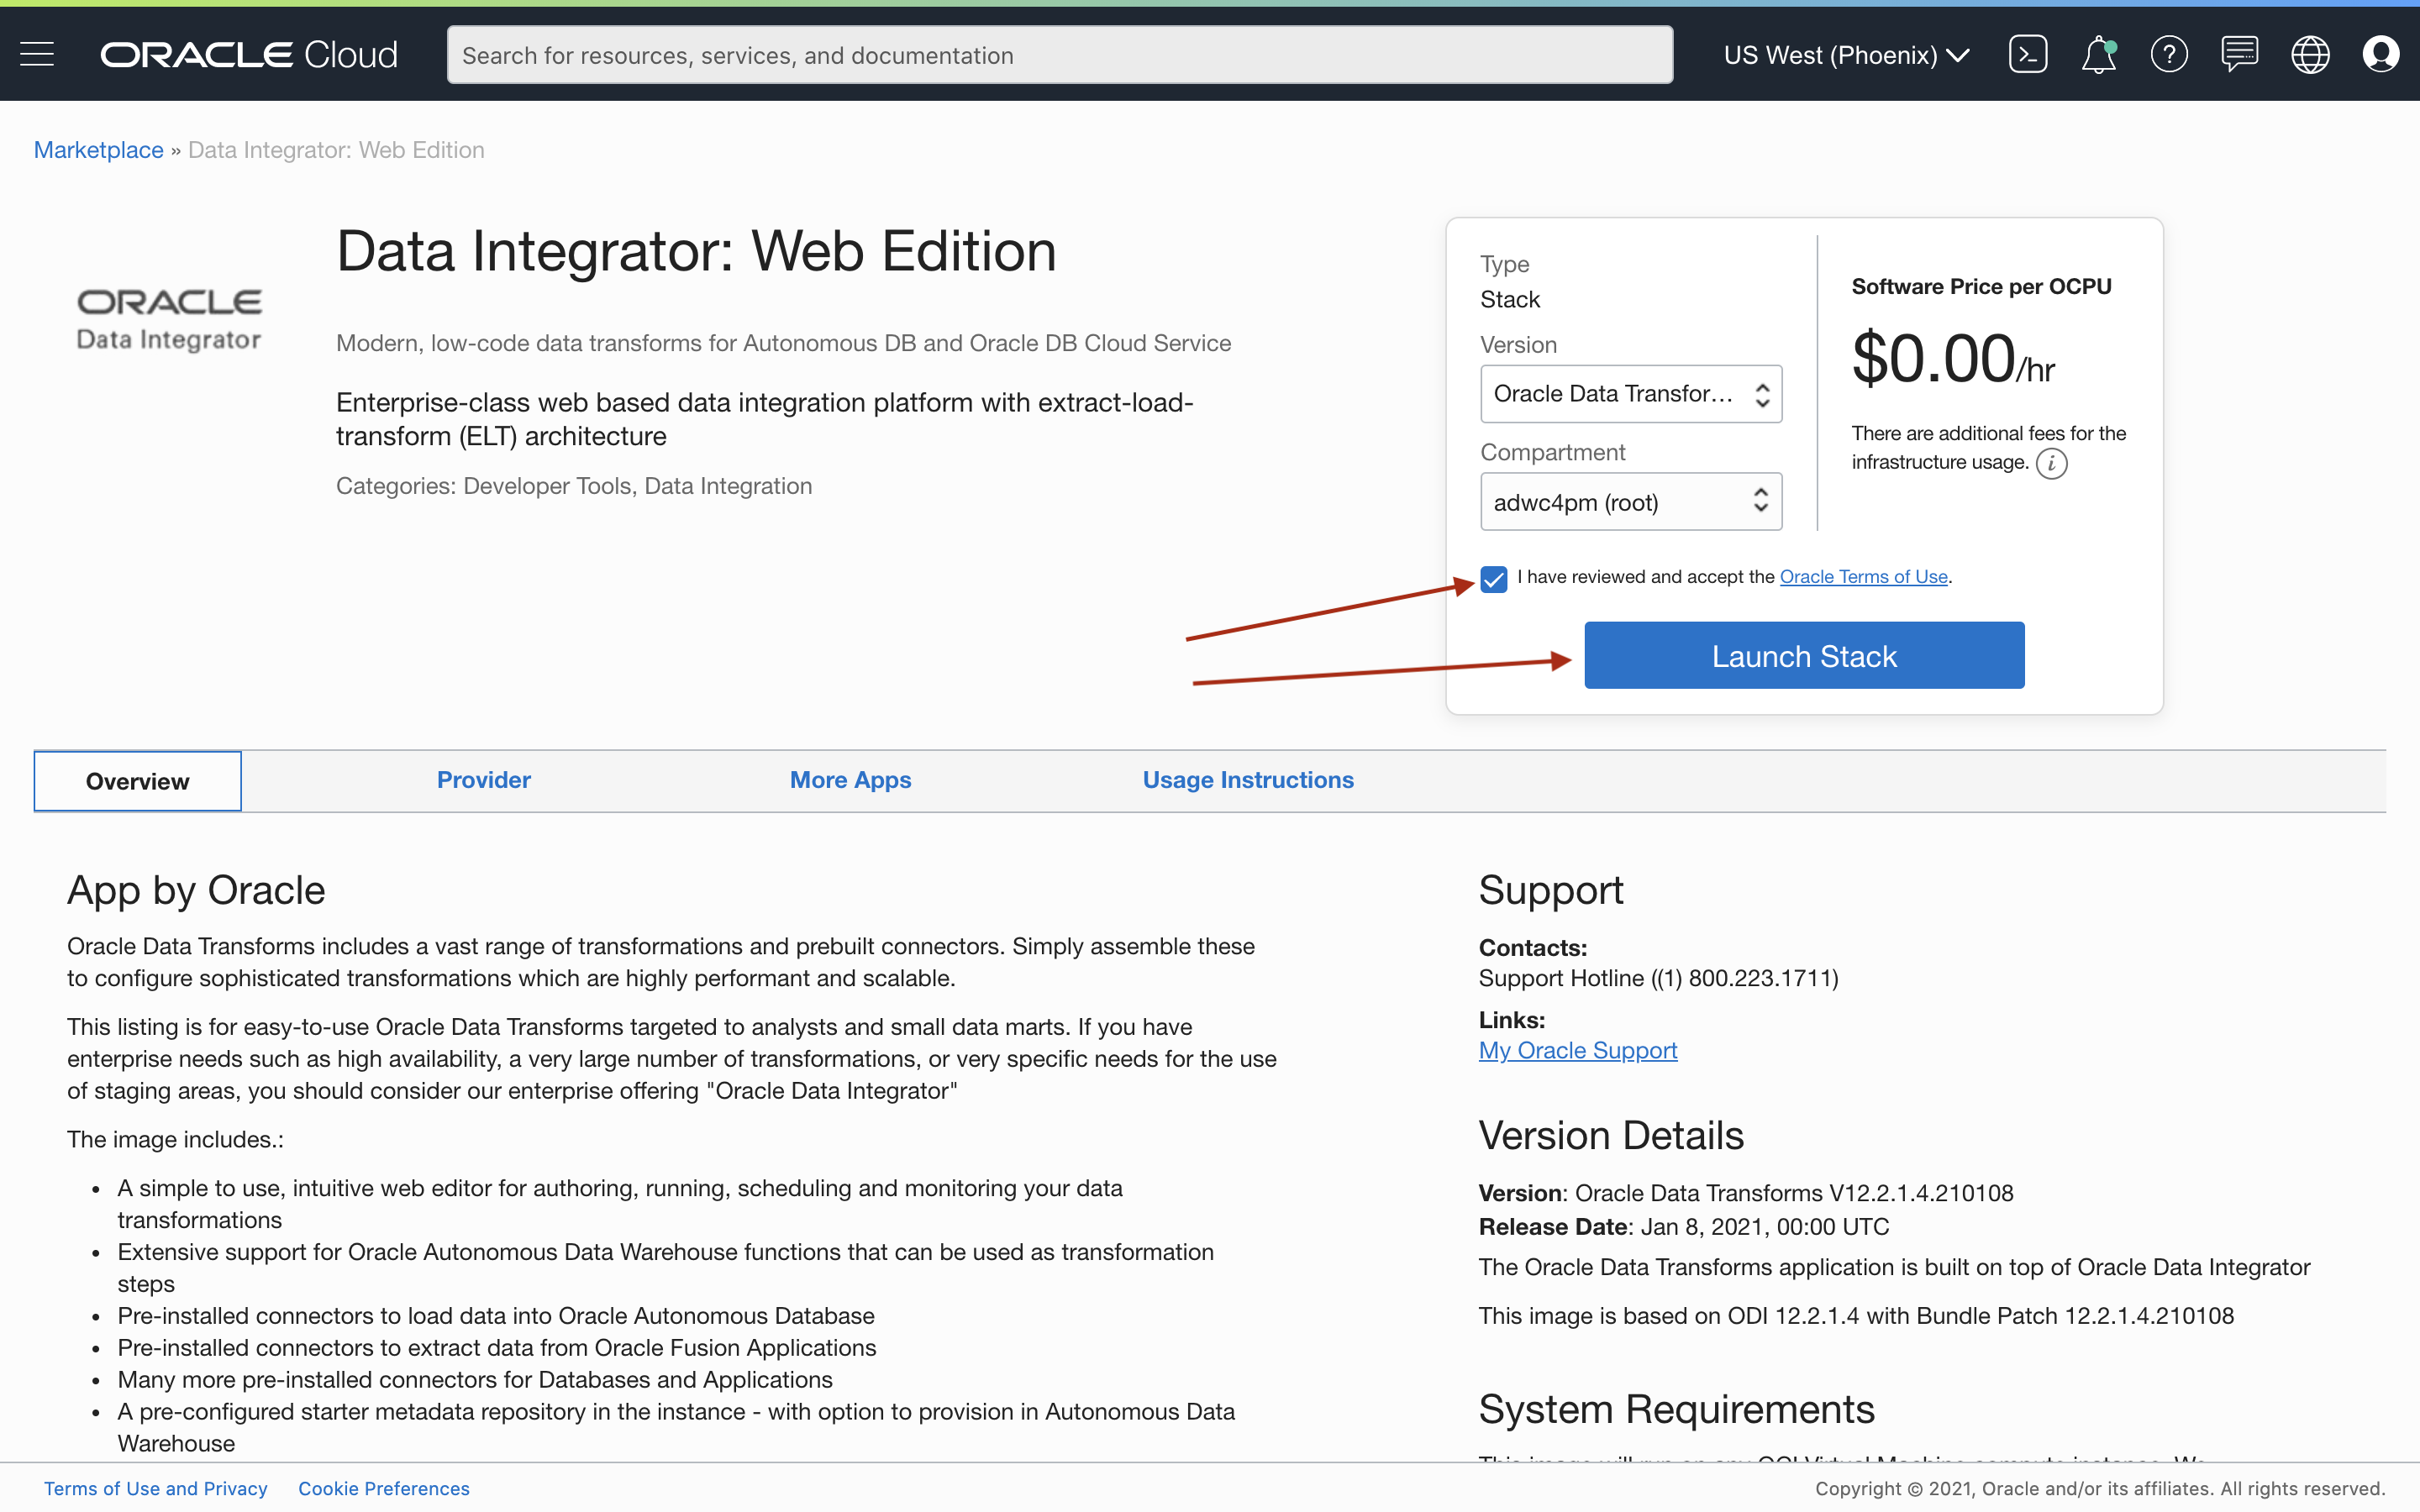 ORACLE Cloud
Search for resources, services, and documentation
US West (Phoenix)
Marketplace » Data Integrator: Web Edition
ORACLE
Data Integrator
Data Integrator: Web Edition
Modern, low-code data transforms for Autonomous DB and Oracle DB Cloud Service
Enterprise-class web based data integration platform with extract-load-
transform (ELT) architecture
Categories: Developer Tools, Data Integration
Type
Stack
Version
Oracle Data Transfor...
Compartment
adwc4pm (root)
Software Price per OCPU
$0.00/hr
There are additional fees for the
infrastructure usage. i
I have reviewed and accept the Oracle Terms of Use.
Launch Stack
Overview
Provider
More Apps
Usage Instructions
App by Oracle
Oracle Data Transforms includes a vast range of transformations and prebuilt connectors. Simply assemble these
to configure sophisticated transformations which are highly performant and scalable.
This listing is for easy-to-use Oracle Data Transforms targeted to analysts and small data marts. If you have
enterprise needs such as high availability, a very large number of transformations, or very specific needs for the use
of staging areas, you should consider our enterprise offering "Oracle Data Integrator"
The image includes.:
• A simple to use, intuitive web editor for authoring, running, scheduling and monitoring your data
transformations
• Extensive support for Oracle Autonomous Data Warehouse functions that can be used as transformation
steps
• Pre-installed connectors to load data into Oracle Autonomous Database
• Pre-installed connectors to extract data from Oracle Fusion Applications
• Many more pre-installed connectors for Databases and Applications
• A pre-configured starter metadata repository in the instance - with option to provision in Autonomous Data
Warehouse
Support
Contacts:
Support Hotline ((1) 800.223.1711)
Links:
My Oracle Support
Version Details
Version: Oracle Data Transforms V12.2.1.4.210108
Release Date: Jan 8, 2021, 00:00 UTC
The Oracle Data Transforms application is built on top of Oracle Data Integrator
This image is based on ODI 12.2.1.4 with Bundle Patch 12.2.1.4.210108
System Requirements
Terms of Use and Privacy
Cookie Preferences
Copyright © 2021, Oracle and/or its affiliates. All rights reserved.